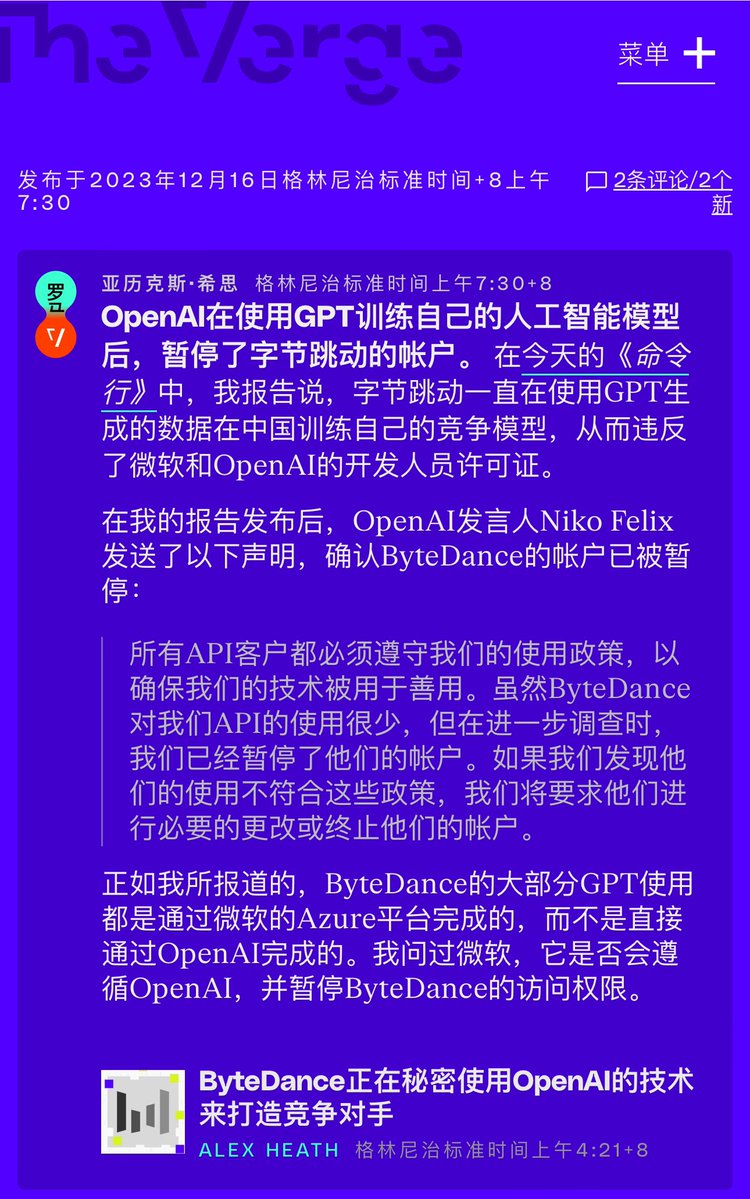 The Verge
菜单
发布于2023年12月16日格林尼治标准时间+8上午
7:30
2条评论/2个
新
亚历克斯·希思 格林尼治标准时间上午7:30+8
OpenAI在使用GPT训练自己的人工智能模型
后，暂停了字节跳动的帐户。 在今天的《命令
行》中，我报告说，字节跳动一直在使用GPT生
成的数据在中国训练自己的竞争模型，从而违反
了微软和OpenAI的开发人员许可证。
在我的报告发布后，OpenAI发言人Niko Felix
发送了以下声明，确认ByteDance的帐户已被暂
停：
所有API客户都必须遵守我们的使用政策，以
确保我们的技术被用于善用。虽然ByteDance
对我们API的使用很少，但在进一步调查时，
我们已经暂停了他们的帐户。如果我们发现他
们的使用不符合这些政策，我们将要求他们进
行必要的更改或终止他们的帐户。
正如我所报道的，ByteDance的大部分GPT使用
都是通过微软的Azure平台完成的，而不是直接
通过OpenAI完成的。我问过微软，它是否会遵
循OpenAI，并暂停ByteDance的访问权限。
ByteDance正在秘密使用OpenAI的技术
来打造竞争对手
ALEX HEATH 格林尼治标准时间上午4:21+8